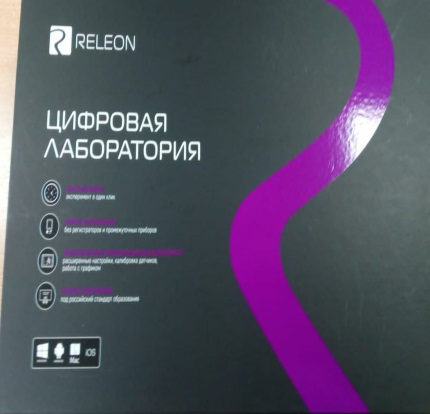 RELEON
ЦИФРОВАЯ
ЛАБОРАТОРИЯ
эксперимент в один клик
без регистраторов и промежуточных приборов
расширенные настройки, калибровка датчиков,
работа с графиком
под российский стандарт образования
Mac iOS